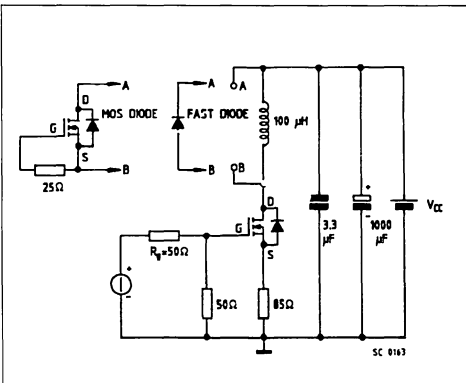 A
D
MOS DIODE
G
S
B
25Ω
A
FAST DIODE
B
A
100 μH
B
D
G
S
Rg=50Ω
50Ω
85Ω
3.3
μF
1000
μF
VCC
+
-
+
-
SC 0163